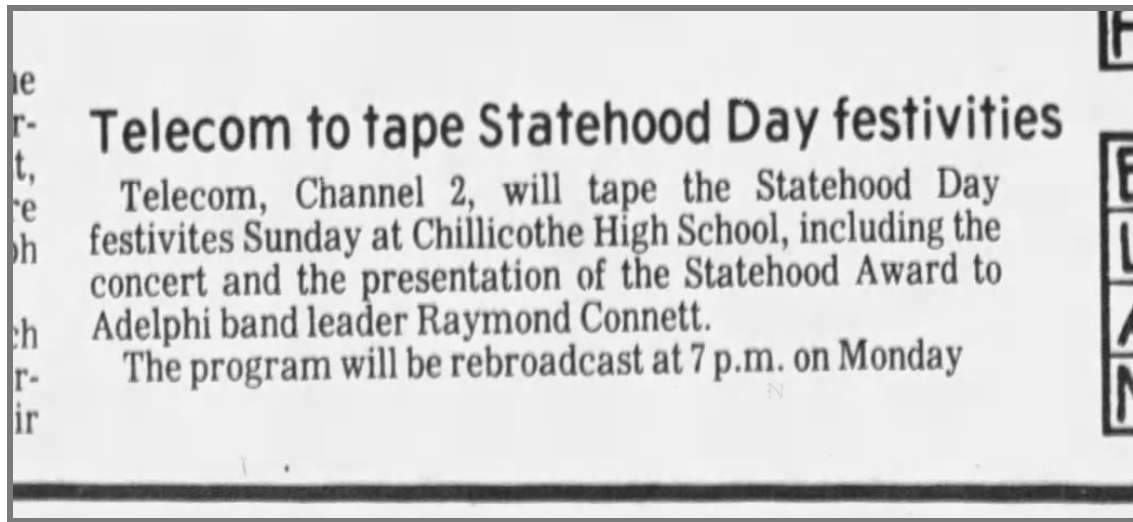 Telecom to tape Statehood Day festivities
Telecom, Channel 2, will tape the Statehood Day
festivites Sunday at Chillicothe High School, including the
concert and the presentation of the Statehood Award to
Adelphi band leader Raymond Connett.
The program will be rebroadcast at 7 p.m. on Monday